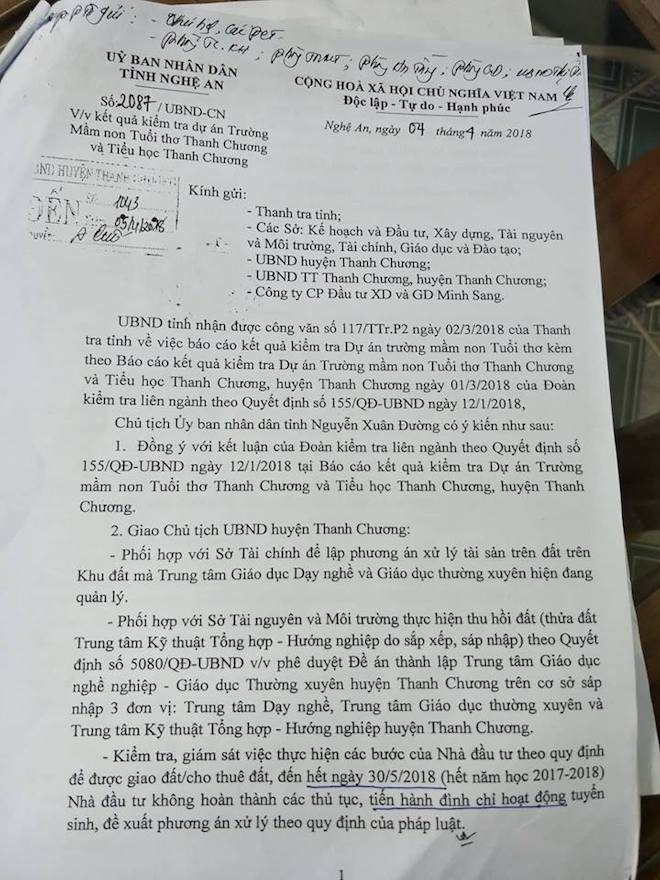 - phòng TC.KH; phòng TNMT;
UỶ BAN NHÂN DÂN
TỈNH NGHỆ AN
CỘNG HOÀ XÃ HỘI CHỦ NGHĨA VIỆT NAM
Độc lập - Tự do - Hạnh phúc
Số: 2087 / UBND-CN
V/v kết quả kiểm tra dự án Trường
Mầm non Tuổi thơ Thanh Chương
và Tiểu học Thanh Chương
Nghệ An, ngày 04 tháng 4 năm 2018
UBND HUYỆN THANH
ĐẾN
Số: 1043
05/4/2018
Kính gửi:
- Thanh tra tỉnh;
- Các Sở: Kế hoạch và Đầu tư, Xây dựng, Tài nguyên
và Môi trường, Tài chính, Giáo dục và Đào tạo;
- UBND huyện Thanh Chương;
- UBND TT Thanh Chương, huyện Thanh Chương;
- Công ty CP Đầu tư XD và GD Minh Sang.
UBND tỉnh nhận được công văn số 117/TTr.P2 ngày 02/3/2018 của Thanh
tra tỉnh về việc báo cáo kết quả kiểm tra Dự án trường mầm non Tuổi thơ kèm
theo Báo cáo kết quả kiểm tra Dự án Trường mầm non Tuổi thơ Thanh Chương
và Tiểu học Thanh Chương, huyện Thanh Chương ngày 01/3/2018 của Đoàn
kiểm tra liên ngành theo Quyết định số 155/QĐ-UBND ngày 12/1/2018,
Chủ tịch Ủy ban nhân dân tỉnh Nguyễn Xuân Đường có ý kiến như sau:
1. Đồng ý với kết luận của Đoàn kiểm tra liên ngành theo Quyết định số
155/QĐ-UBND ngày 12/1/2018 tại Báo cáo kết quả kiểm tra Dự án Trường
mầm non Tuổi thơ Thanh Chương và Tiểu học Thanh Chương, huyện Thanh
Chương.
2. Giao Chủ tịch UBND huyện Thanh Chương:
- Phối hợp với Sở Tài chính để lập phương án xử lý tài sản trên đất trên
Khu đất mà Trung tâm Giáo dục Dạy nghề và Giáo dục thường xuyên hiện đang
quản lý.
- Phối hợp với Sở Tài nguyên và Môi trường thực hiện thu hồi đất (thửa đất
Trung tâm Kỹ thuật Tổng hợp - Hướng nghiệp do sắp xếp, sáp nhập) theo Quyết
định số 5080/QĐ-UBND v/v phê duyệt Đề án thành lập Trung tâm Giáo dục
nghề nghiệp - Giáo dục Thường xuyên huyện Thanh Chương trên cơ sở sáp
nhập 3 đơn vị: Trung tâm Dạy nghề, Trung tâm Giáo dục thường xuyên và
Trung tâm Kỹ thuật Tổng hợp - Hướng nghiệp huyện Thanh Chương.
- Kiểm tra, giám sát việc thực hiện các bước của Nhà đầu tư theo quy định
để được giao đất/cho thuê đất, đến hết ngày 30/5/2018 (hết năm học 2017-2018)
Nhà đầu tư không hoàn thành các thủ tục, tiến hành đình chỉ hoạt động tuyển
sinh, đề xuất phương án xử lý theo quy định của pháp luật.
1